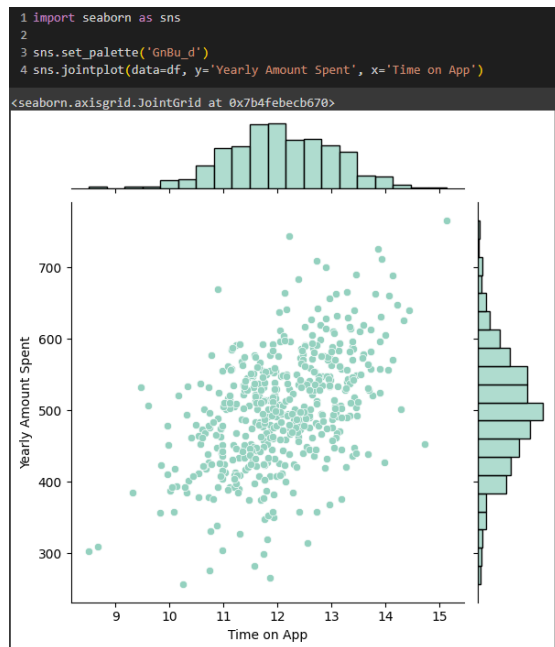 1 import seaborn as sns
2
3 sns.set_palette('GnBu_d')
4 sns.jointplot(data=df, y='Yearly Amount Spent', x='Time on App')
<seaborn.axisgrid.JointGrid at 0x7b4febecb670>
700
600
500
400
300
Yearly Amount Spent
9 10 11 12 13 14 15
Time on App